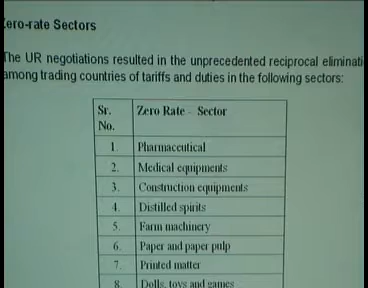 Zero-rate Sectors
The UR negotiations resulted in the unprecedented reciprocal eliminati
among trading countries of tariffs and duties in the following sectors:
Sr. No. Zero Rate - Sector
1. Pharmaceutical
2. Medical equipments
3. Construction equipments
4. Distilled spirits
5. Farm machinery
6. Paper and paper pulp
7. Printed matter
8. Dolls, toys and games